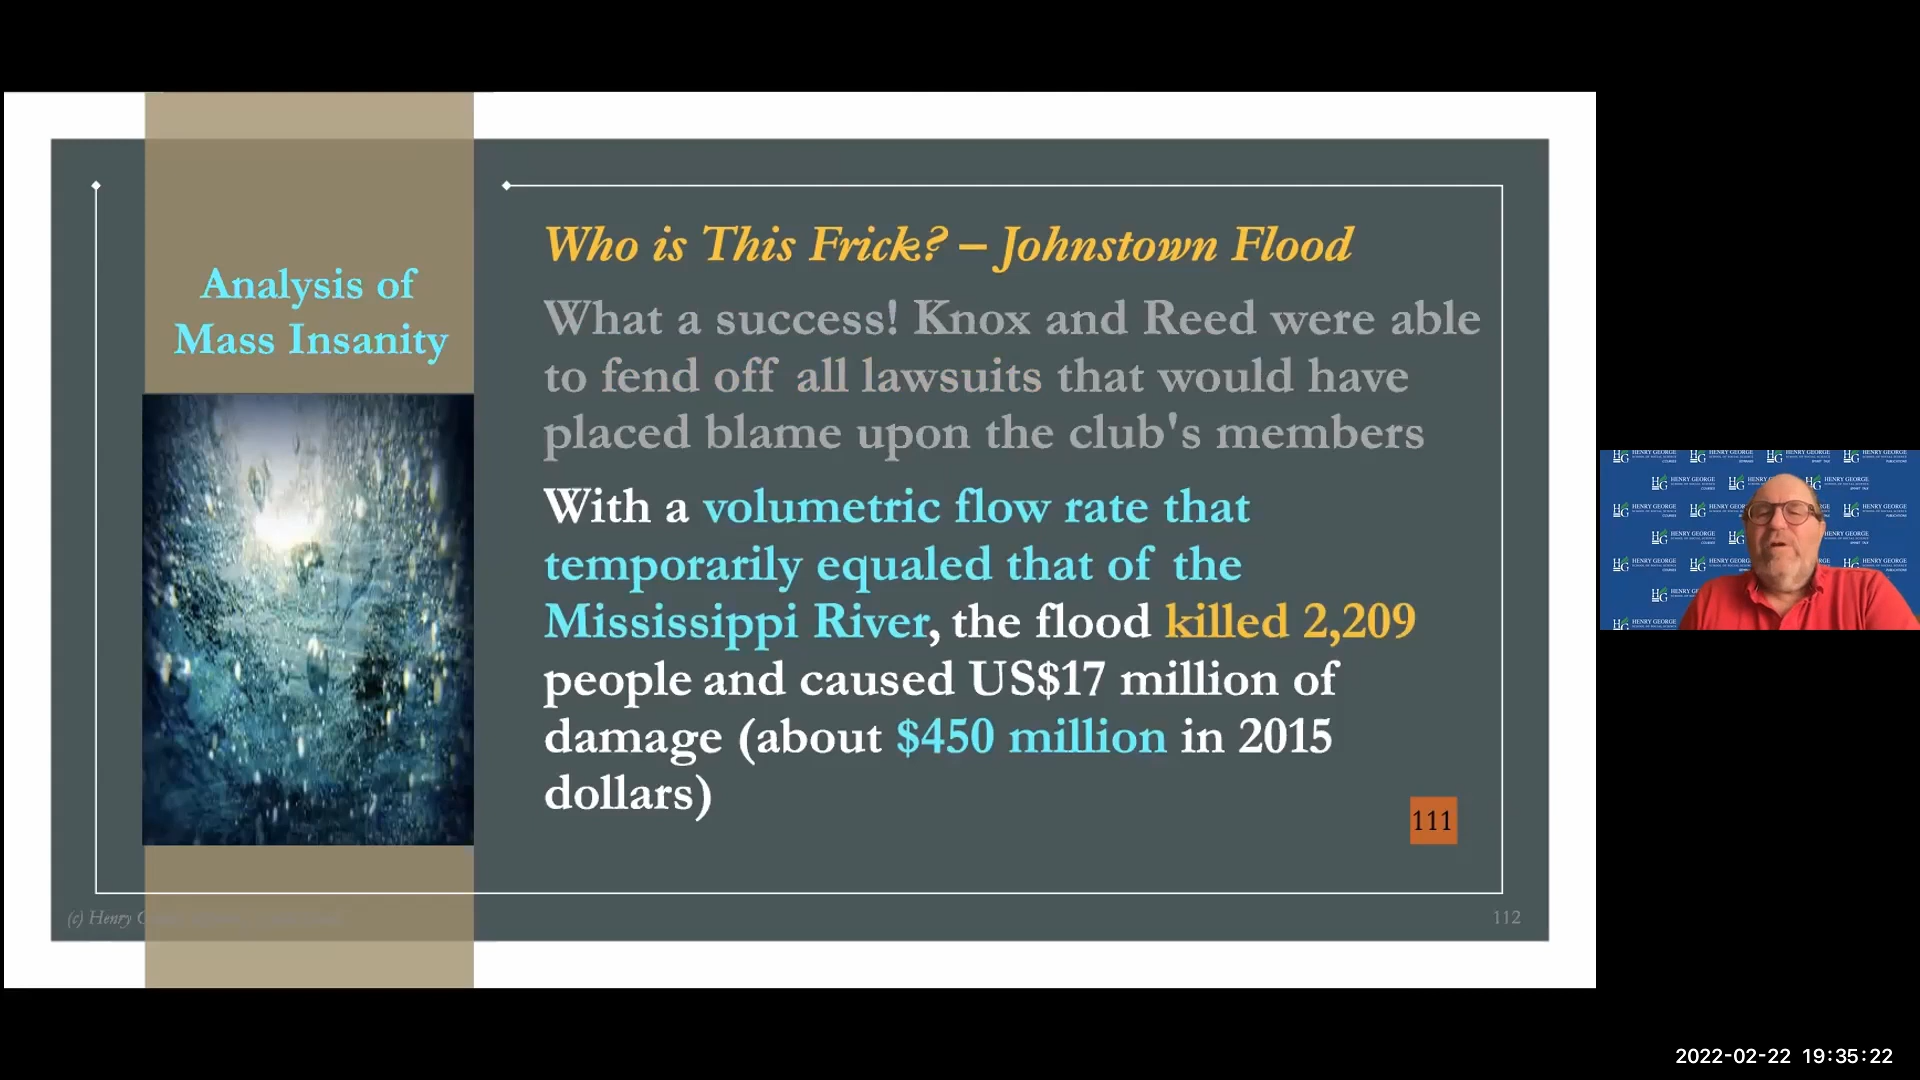 Analysis of
Mass Insanity
Who is This Frick? – Johnstown Flood
What a success! Knox and Reed were able
to fend off all lawsuits that would have
placed blame upon the club's members
With a volumetric flow rate that
temporarily equaled that of the
Mississippi River, the flood killed 2,209
people and caused US$17 million of
damage (about $450 million in 2015
dollars)
111
(c) Henry
112
HENRY GEORGE
2022-02-22 19:35:22